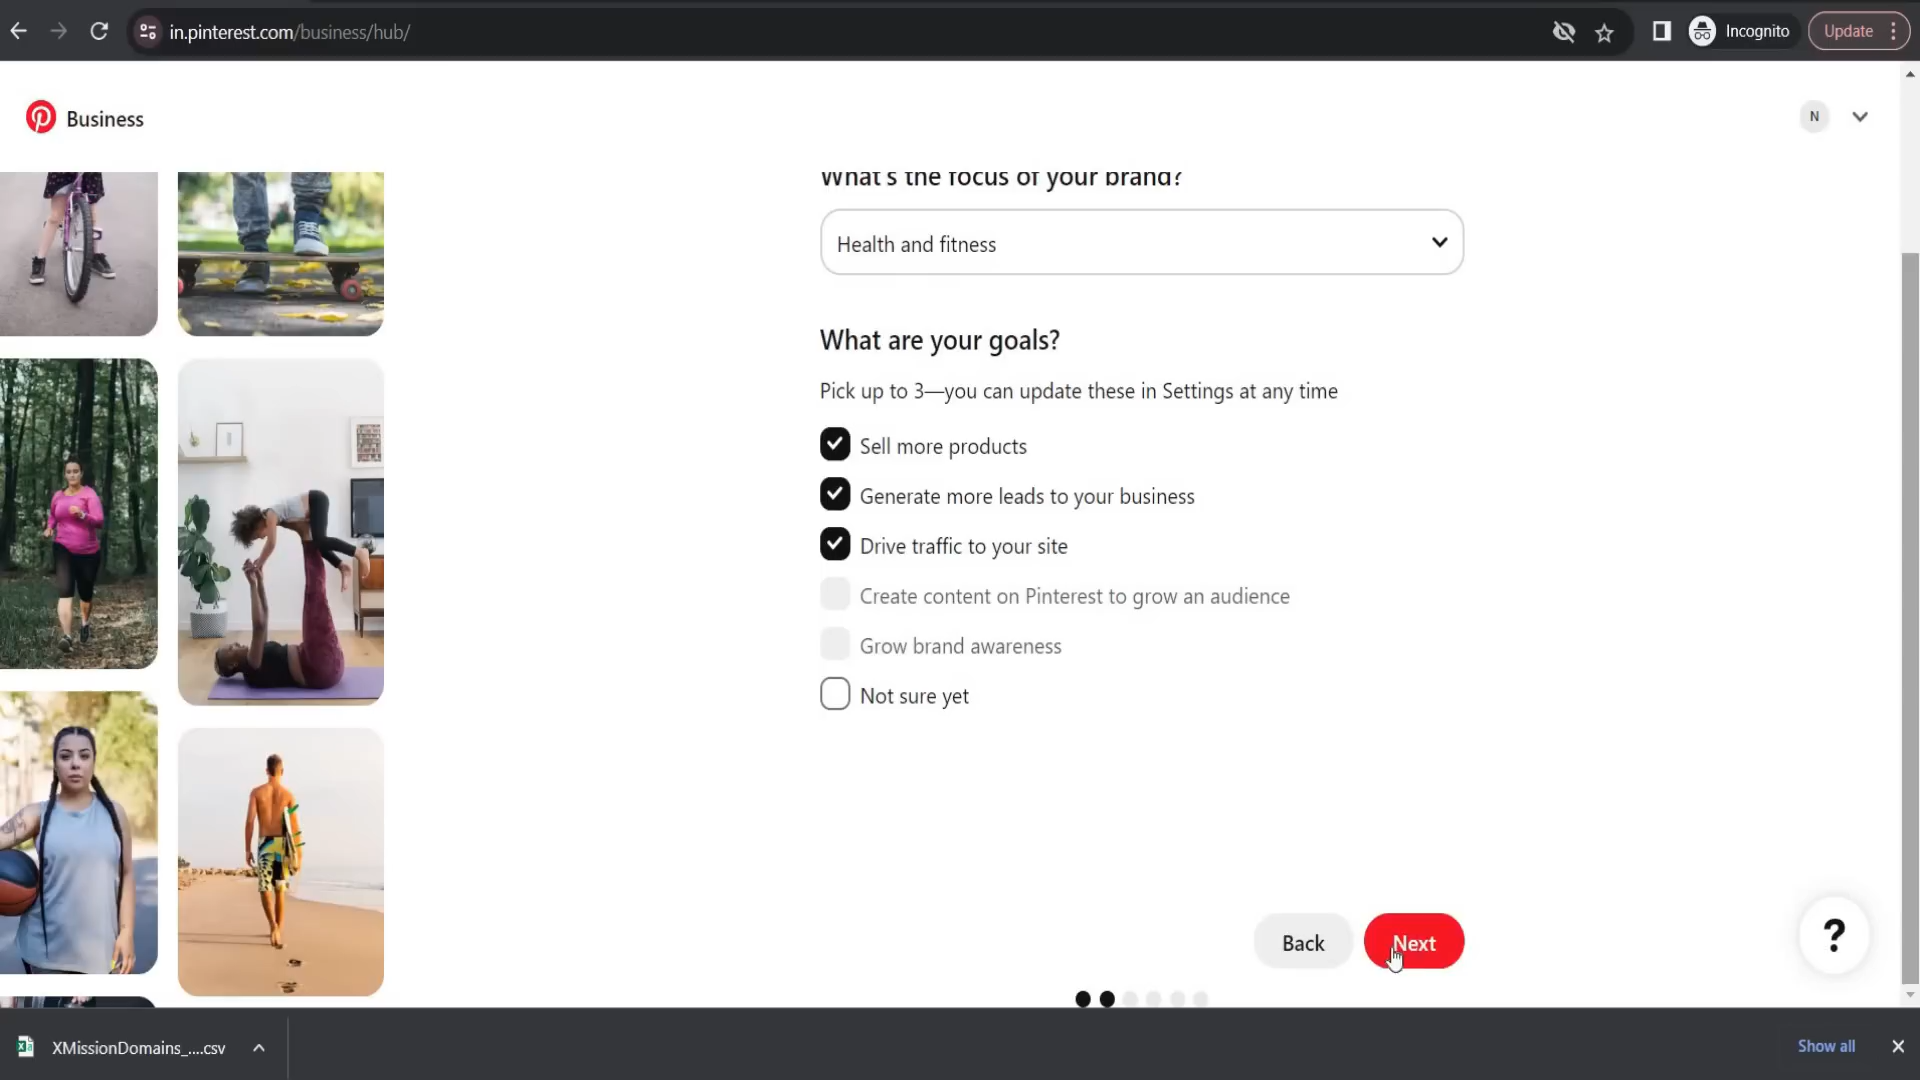 in.pinterest.com/business/hub/
Incognito
Update
Business
N
What's the focus of your brand?
Health and fitness
What are your goals?
Pick up to 3—you can update these in Settings at any time
Sell more products
Generate more leads to your business
Drive traffic to your site
Create content on Pinterest to grow an audience
Grow brand awareness
Not sure yet
Back
Next
?
XMissionDomains_....csv
Show all